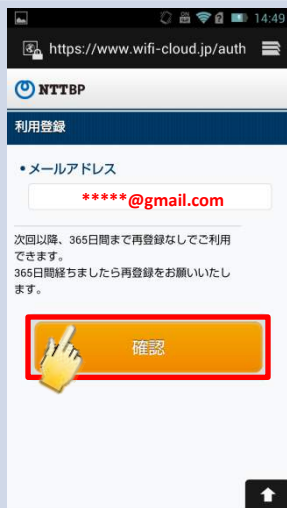 14:49
https://www.wifi-cloud.jp/auth
NTTBP
利用登録
•メールアドレス
*****@gmail.com
次回以降、365日間まで再登録なしでご利用
できます。
365日間経ちましたら再登録をお願いいたし
ます。
確認